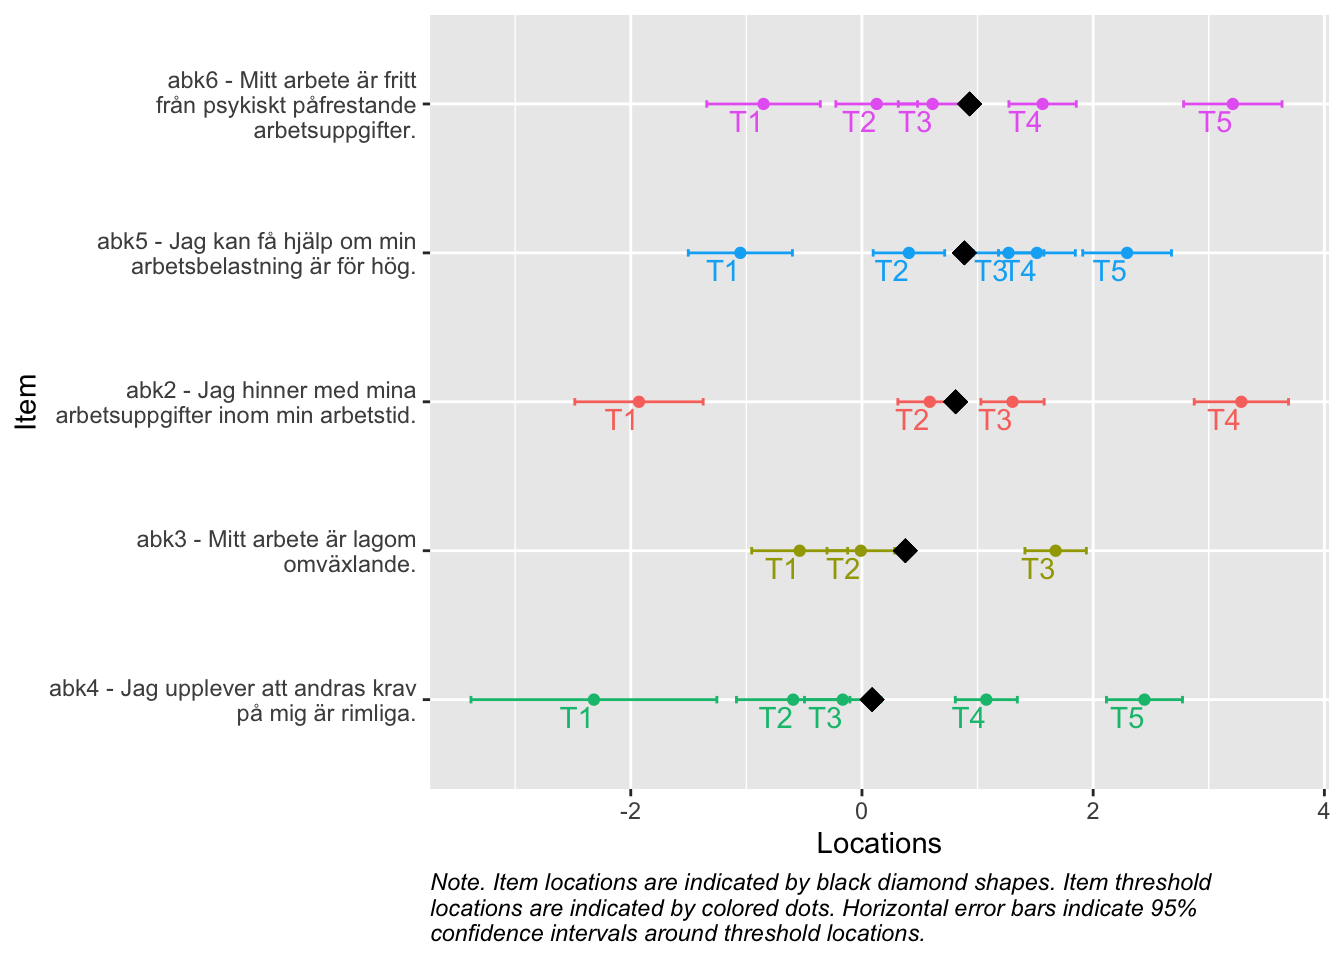 abk6 - Mitt arbete är fritt
från psykiskt påfrestande
arbetsuppgifter.
T1 T2 T3 T4 T5
abk5 - Jag kan få hjälp om min
arbetsbelastning är för hög.
T1 T2 T3 T4 T5
Item
abk2 - Jag hinner med mina
arbetsuppgifter inom min arbetstid.
T1 T2 T3 T4
abk3 - Mitt arbete är lagom
omväxlande.
T1 T2 T3
abk4 - Jag upplever att andras krav
på mig är rimliga.
T1 T2 T3 T4 T5
-2 0 2 4
Locations
Note. Item locations are indicated by black diamond shapes. Item threshold
locations are indicated by colored dots. Horizontal error bars indicate 95%
confidence intervals around threshold locations.